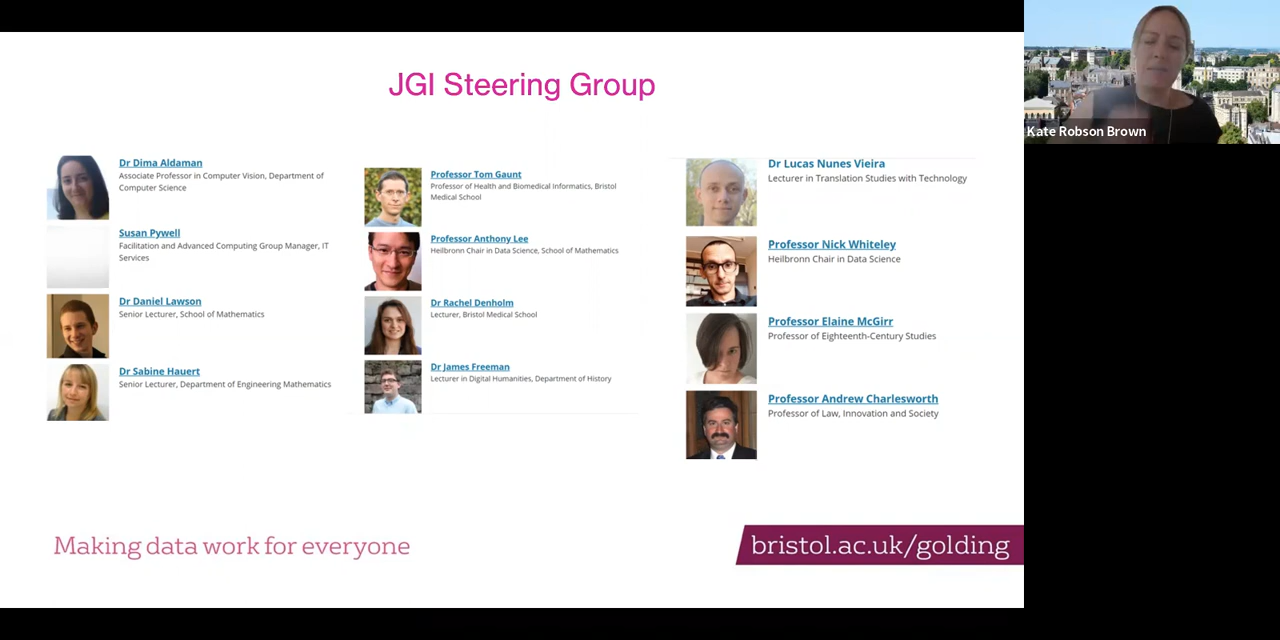 JGI Steering Group
Kate Robson Brown
Dr Dima Aldaman
Associate Professor in Computer Vision, Department of
Computer Science
Susan Pywell
Facilitation and Advanced Computing Group Manager, IT
Services
Dr Daniel Lawson
Senior Lecturer, School of Mathematics
Dr Sabine Hauert
Senior Lecturer, Department of Engineering Mathematics
Professor Tom Gaunt
Professor of Health and Biomedical Informatics, Bristol
Medical School
Professor Anthony Lee
Heilbronn Chair in Data Science, School of Mathematics
Dr Rachel Denholm
Lecturer, Bristol Medical School
Dr James Freeman
Lecturer in Digital Humanities, Department of History
Dr Lucas Nunes Vieira
Lecturer in Translation Studies with Technology
Professor Nick Whiteley
Heilbronn Chair in Data Science
Professor Elaine McGirr
Professor of Eighteenth-Century Studies
Professor Andrew Charlesworth
Professor of Law, Innovation and Society
Making data work for everyone
bristol.ac.uk/golding